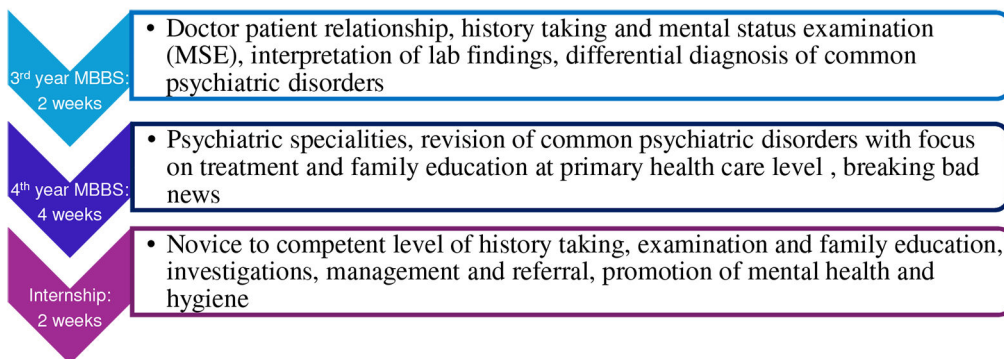 3rd year MBBS:
2 weeks
• Doctor patient relationship, history taking and mental status examination
(MSE), interpretation of lab findings, differential diagnosis of common
psychiatric disorders
4th year MBBS:
4 weeks
• Psychiatric specialities, revision of common psychiatric disorders with focus
on treatment and family education at primary health care level , breaking bad
news
Internship:
2 weeks
• Novice to competent level of history taking, examination and family education,
investigations, management and referral, promotion of mental health and
hygiene